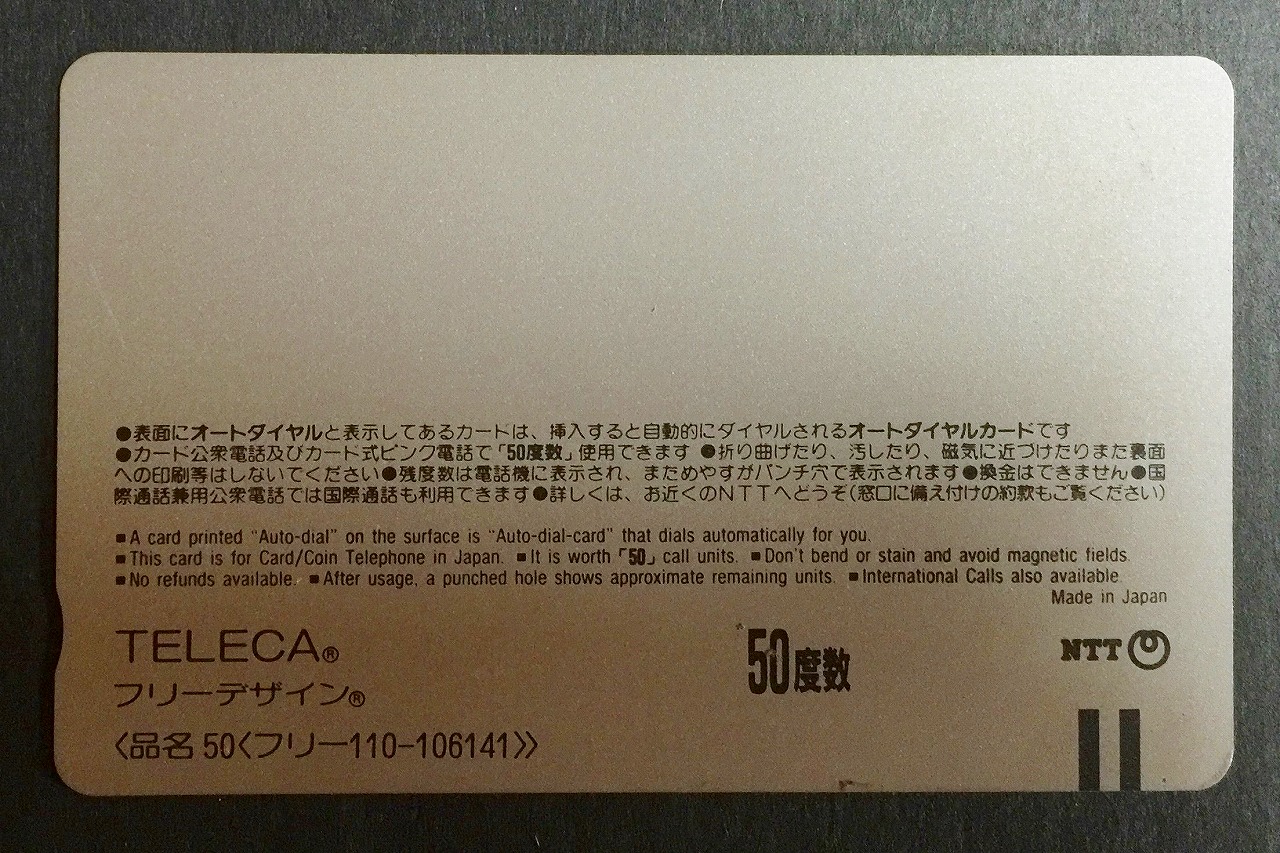 ●表面にオートダイヤルと表示してあるカードは、挿入すると自動的にダイヤルされるオートダイヤルカードです
●カード公衆電話及びカード式ピンク電話で「50度数」使用できます ●折り曲げたり、汚したり、磁気に近づけたりまた裏面
への印刷等はしないでください●残度数は電話機に表示され、まためやすがパンチ穴で表示されます●換金はできません●国
際通話兼用公衆電話では国際通話も利用できます●詳しくは、お近くのNTTへどうぞ(窓口に備え付けの約款もご覧ください)
■A card printed “Auto-dial” on the surface is “Auto-dial-card” that dials automatically for you.
■This card is for Card/Coin Telephone in Japan. ■It is worth「50」call units. ■Don't bend or stain and avoid magnetic fields.
■No refunds available. ■After usage, a punched hole shows approximate remaining units. ■International Calls also available.
Made in Japan
TELECA®
フリーデザイン®
50度数
NTT
〈品名 50〈フリー110-106141〉〉